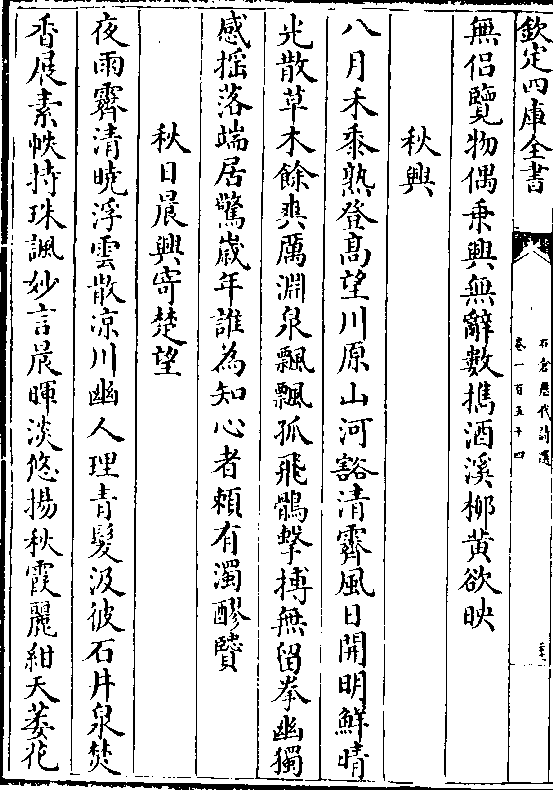 欽定四庫全書
石倉歷代詩選
卷一百五十四
無侶覽物偶乗興無辭數攜酒溪柳黄欲映
秋興
八月禾黍熟登髙望川原山河豁清霽風日開明鮮晴
光散草木餘爽厲淵泉飄飄孤飛鶻擊搏無留拳幽獨
感揺落端居驚嵗年誰為知心者頼有濁醪賢
秋日晨興寄楚望
夜雨霽清曉浮雲散凉川幽人理青髮汲彼石井泉焚
香展素帙持珠諷妙言晨暉淡悠揚秋霞麗紺天萎花